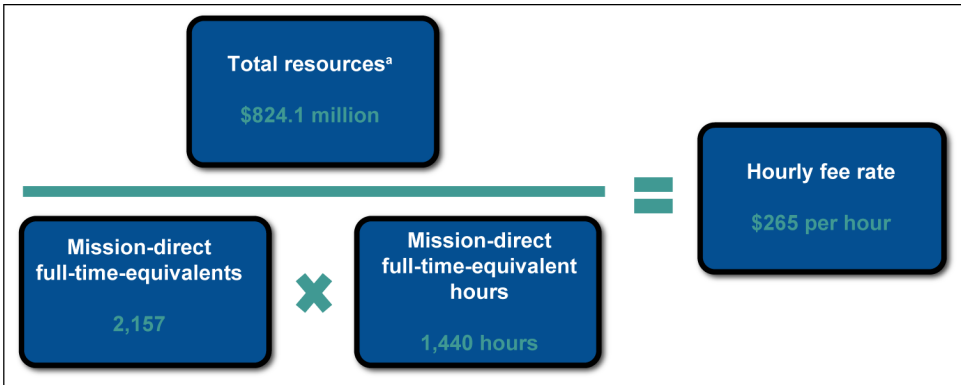 Total resourcesᵃ
$824.1 million
Mission-direct
full-time-equivalents
2,157
Mission-direct
full-time-equivalent
hours
1,440 hours
Hourly fee rate
$265 per hour